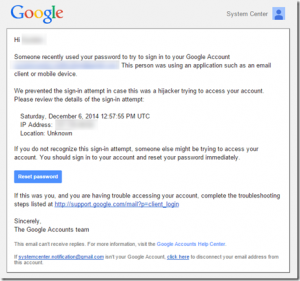 Google
System Center
Hi
Someone recently used your password to try to sign in to your Google Account
This person was using an application such as an email
client or mobile device.
We prevented the sign-in attempt in case this was a hijacker trying to access your account.
Please review the details of the sign-in attempt:
Saturday, December 6, 2014 12:57:55 PM UTC
IP Address:
Location: Unknown
If you do not recognize this sign-in attempt, someone else might be trying to access your
account. You should sign in to your account and reset your password immediately.
Reset password
If this was you, and you are having trouble accessing your account, complete the troubleshooting
steps listed at http://support.google.com/mail?p=client_login
Sincerely,
The Google Accounts team
This email can't receive replies. For more information, visit the Google Accounts Help Center.
If systemcenter.notification@gmail.com isn't your Google Account, click here to disconnect your email address from
this account.